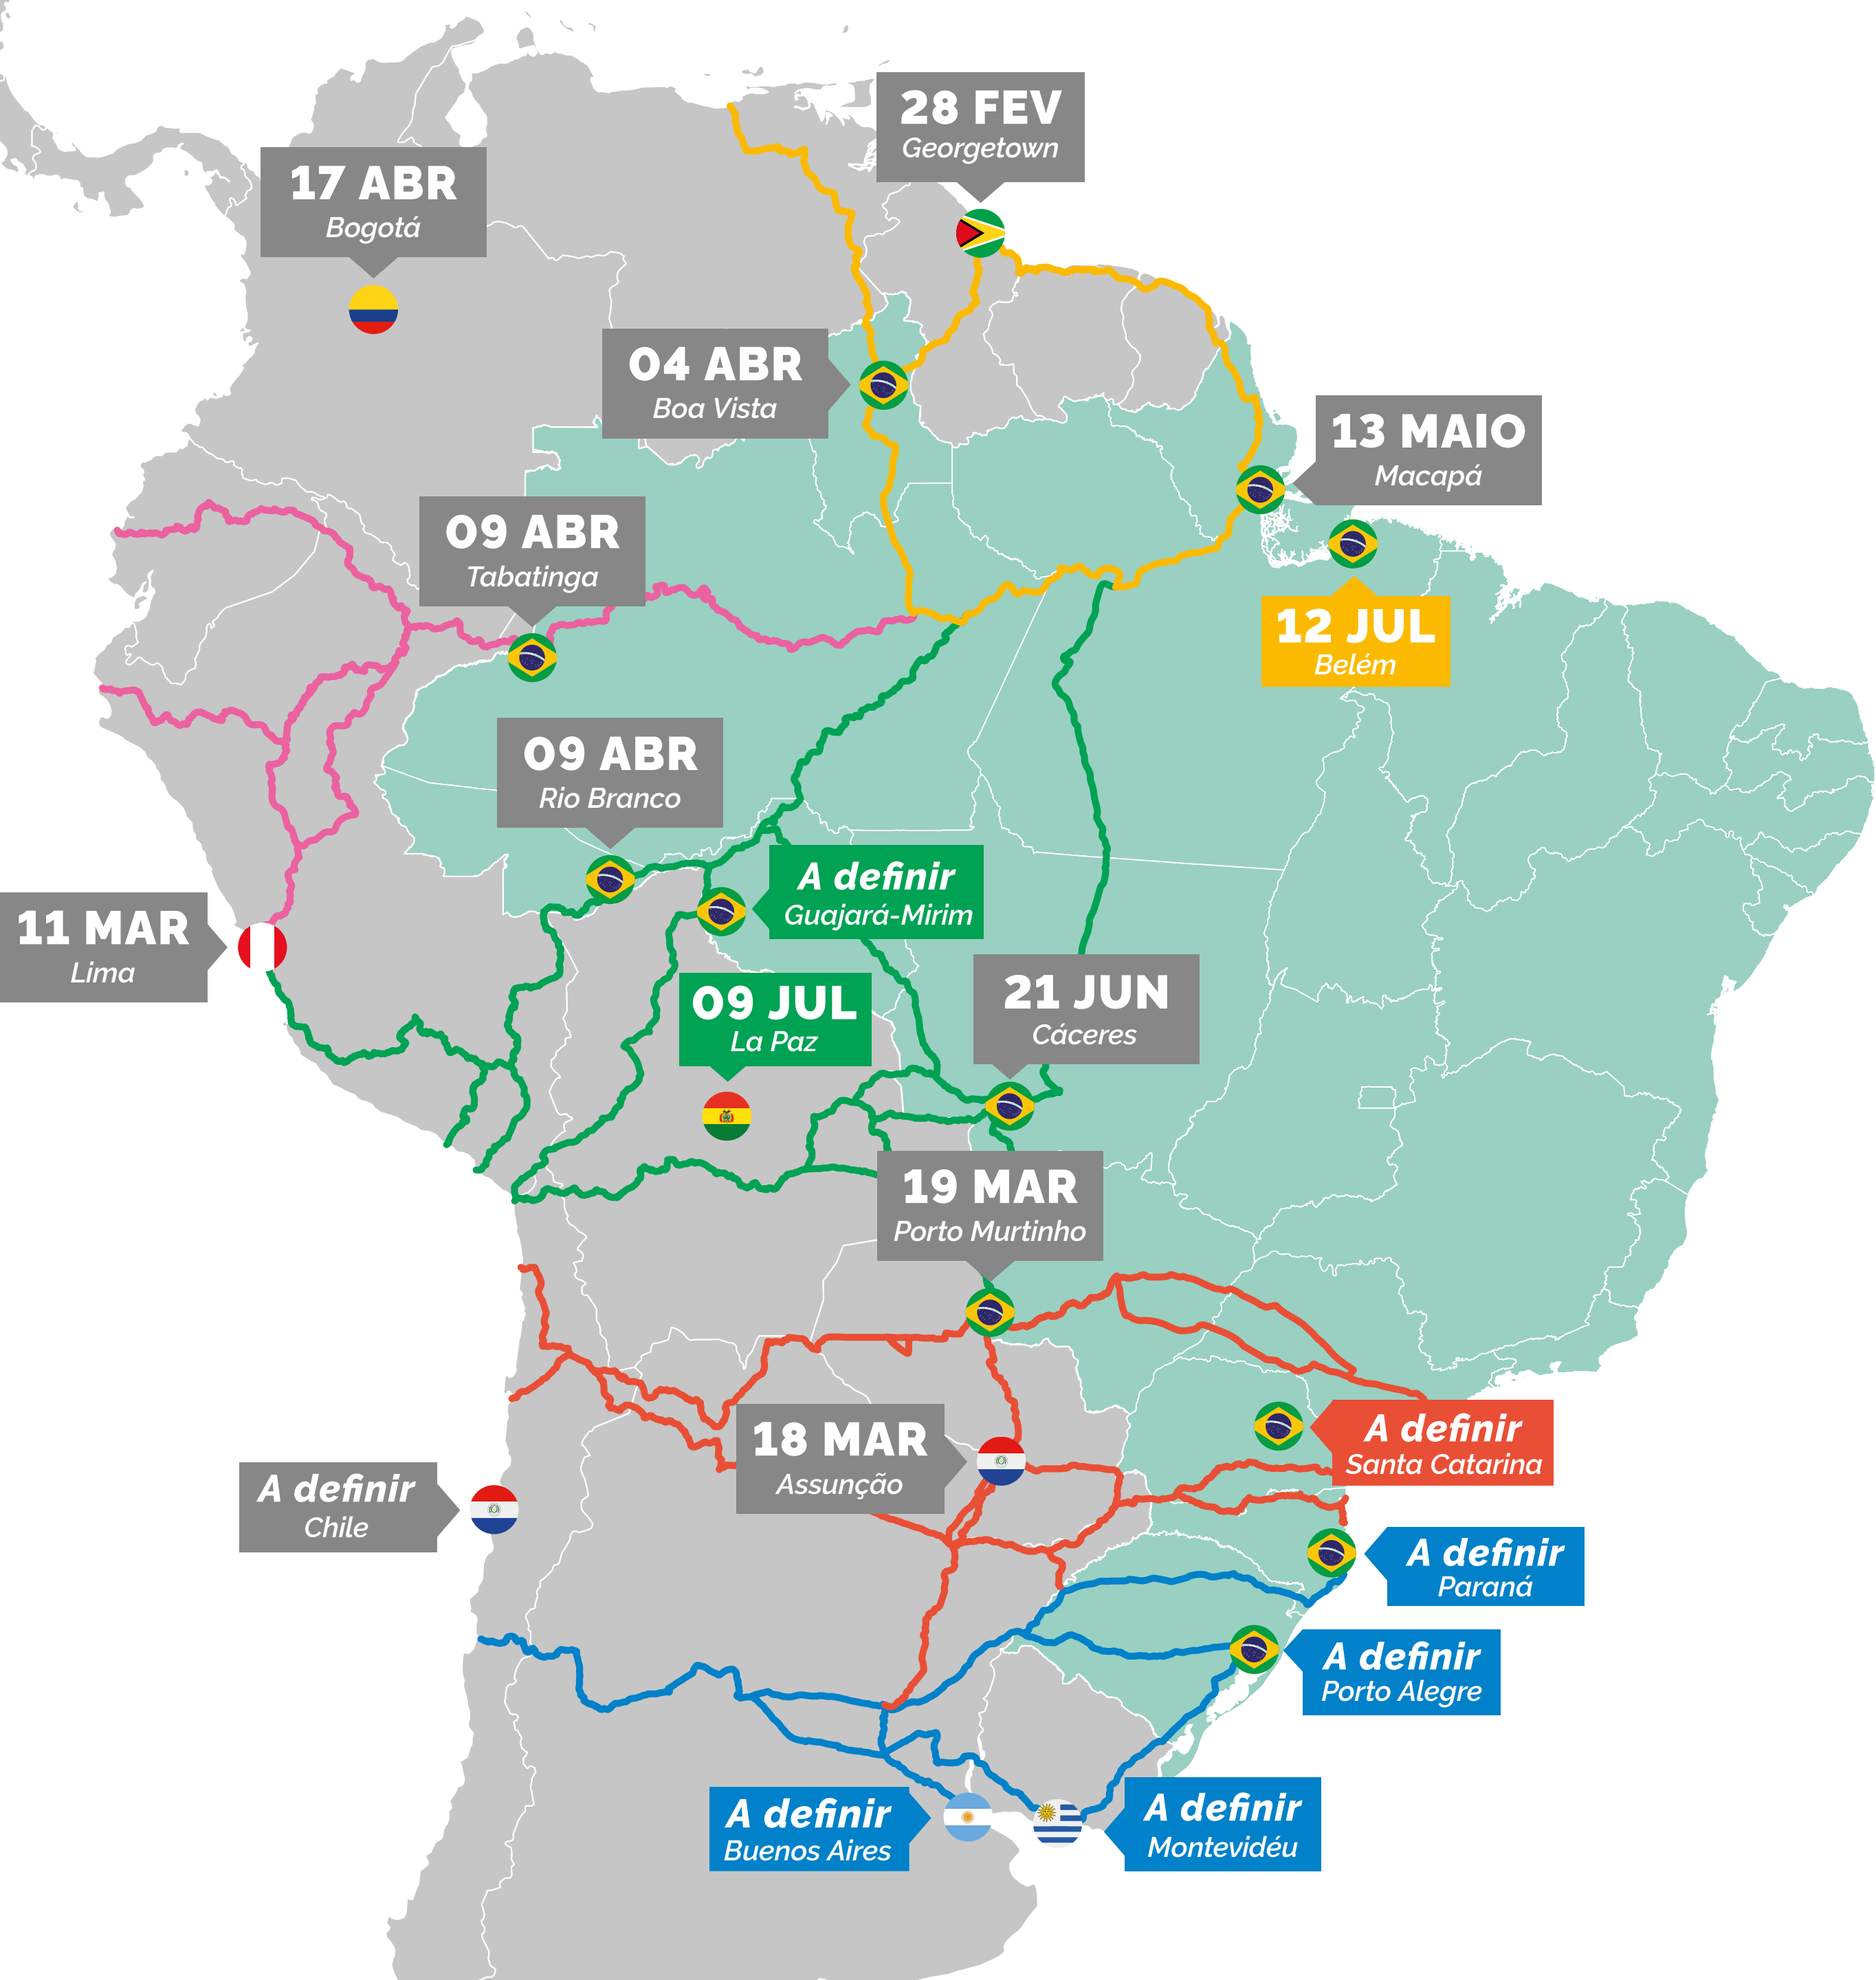 28 FEV
Georgetown
17 ABR
Bogotá
04 ABR
Boa Vista
13 MAIO
Macapá
09 ABR
Tabatinga
12 JUL
Belém
09 ABR
Rio Branco
A definir
Guajará-Mirim
11 MAR
Lima
09 JUL
La Paz
21 JUN
Cáceres
19 MAR
Porto Murtinho
18 MAR
Assunção
A definir
Santa Catarina
A definir
Chile
A definir
Paraná
A definir
Porto Alegre
A definir
Buenos Aires
A definir
Montevidéu